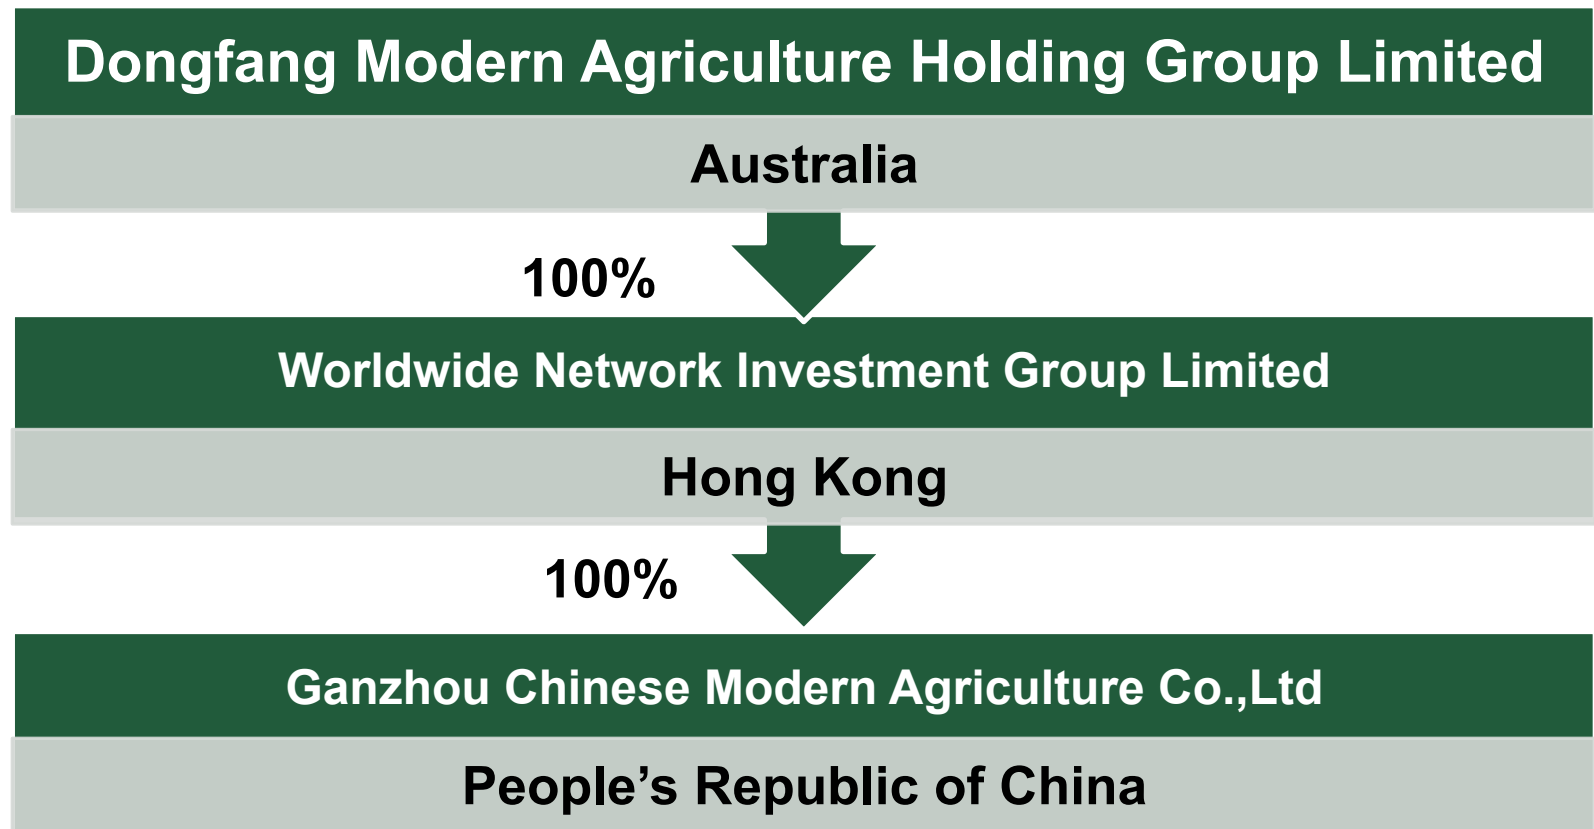 Dongfang Modern Agriculture Holding Group Limited
Australia
100%
Worldwide Network Investment Group Limited
Hong Kong
100%
Ganzhou Chinese Modern Agriculture Co.,Ltd
People’s Republic of China